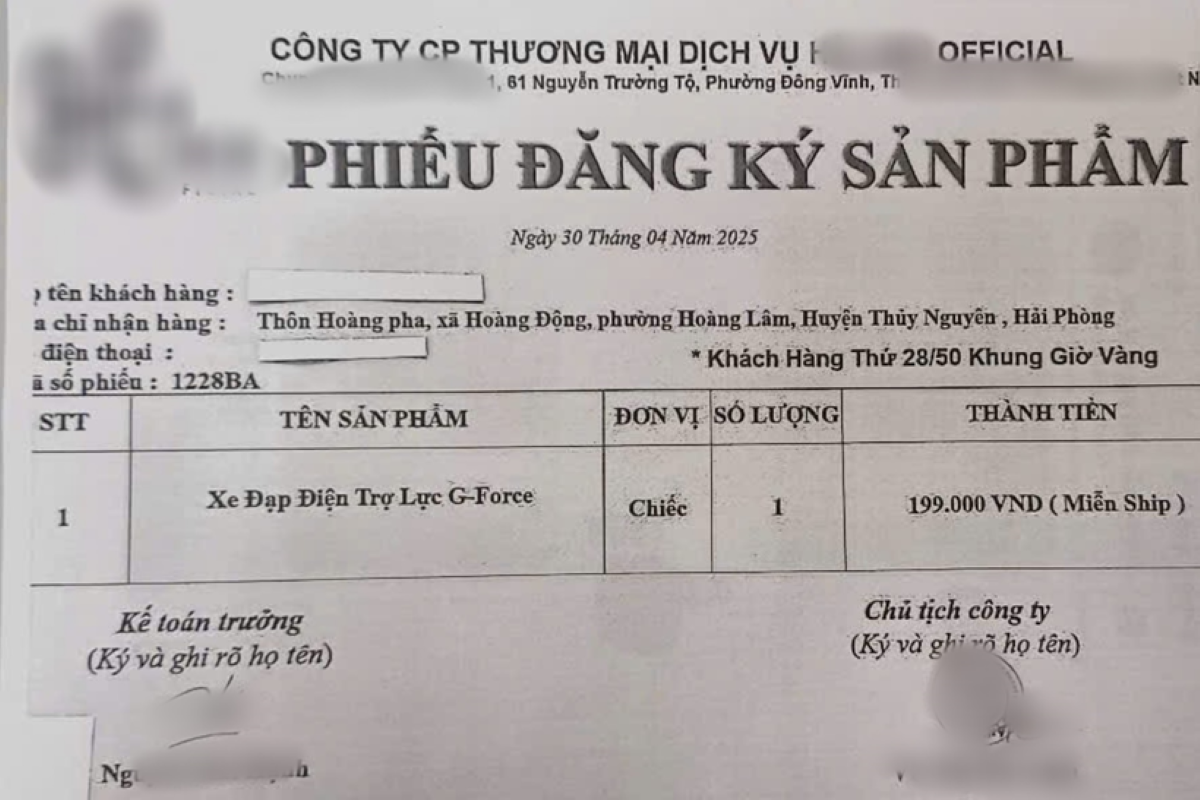 CÔNG TY CP THƯƠNG MẠI DỊCH VỤ OFFICIAL
61 Nguyễn Trường Tộ, Phường Đông Vĩnh,
PHIẾU ĐĂNG KÝ SẢN PHẨM
Ngày 30 Tháng 04 Năm 2025
tên khách hàng :
chỉ nhận hàng : Thôn Hoàng pha, xã Hoàng Động, phường Hoàng Lâm, Huyện Thủy Nguyên , Hải Phòng
điện thoại :
* Khách Hàng Thứ 28/50 Khung Giờ Vàng
số phiếu : 1228BA
STT TÊN SẢN PHẨM ĐƠN VỊ SỐ LƯỢNG THÀNH TIỀN
1 Xe Đạp Điện Trợ Lực G-Force Chiếc 1 199.000 VND ( Miễn Ship )
Kế toán trưởng Chủ tịch công ty
(Ký và ghi rõ họ tên) (Ký và ghi rõ họ tên)